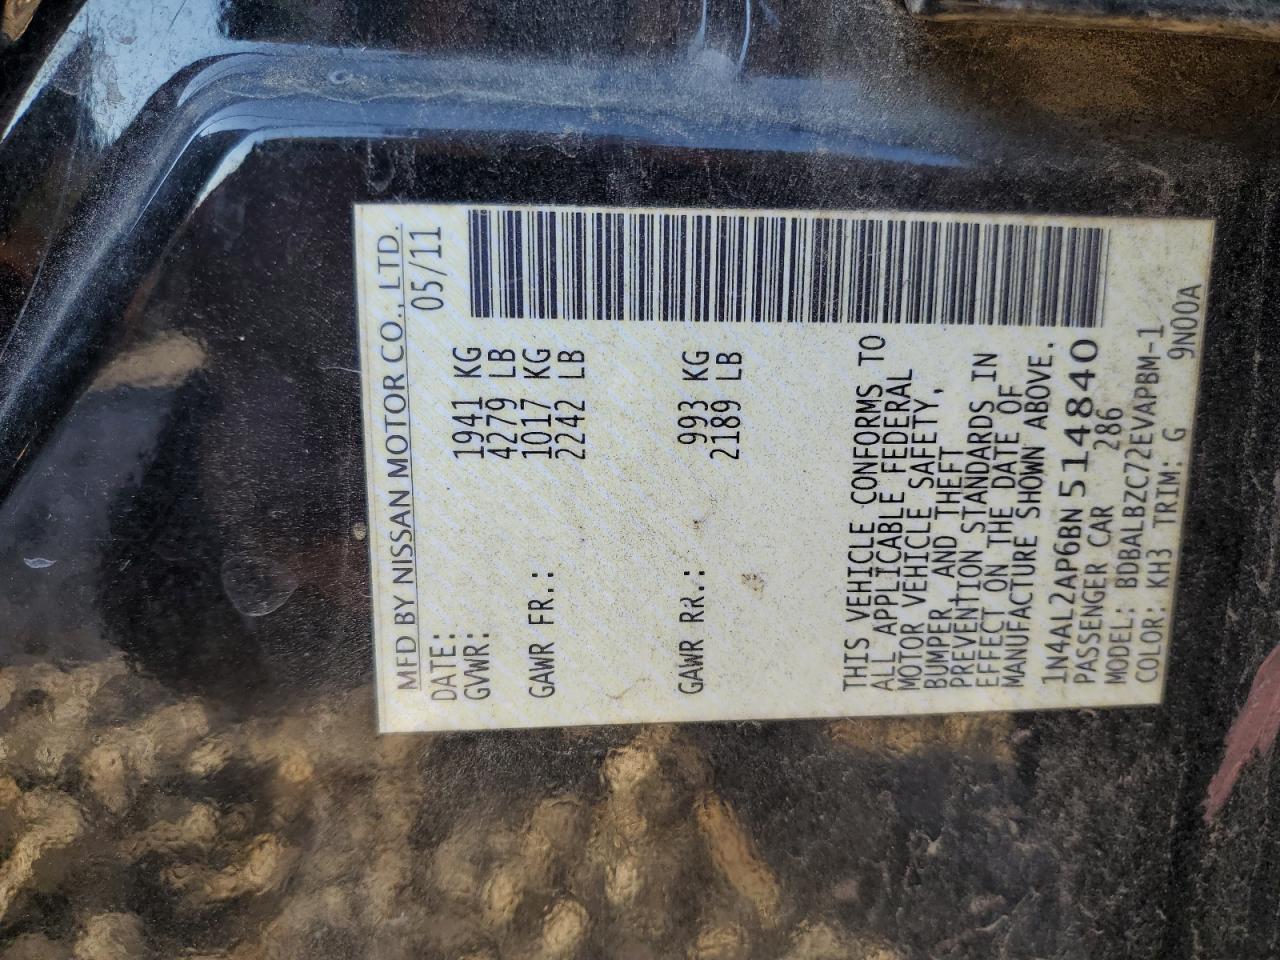 MFD BY NISSAN MOTOR CO., LTD.
DATE: 05/11
GVWR: 1941 KG
4279 LB
GAWR FR.: 1017 KG
2242 LB
GAWR RR.: 993 KG
2189 LB
THIS VEHICLE CONFORMS TO
ALL APPLICABLE FEDERAL
MOTOR VEHICLE SAFETY,
BUMPER, AND THEFT
PREVENTION STANDARDS IN
EFFECT ON THE DATE OF
MANUFACTURE SHOWN ABOVE.
1N4AL2AP6BN514840
PASSENGER CAR 286
MODEL: BDBALBZC72EVAPBM-1
COLOR: KH3 TRIM: G 9N00A